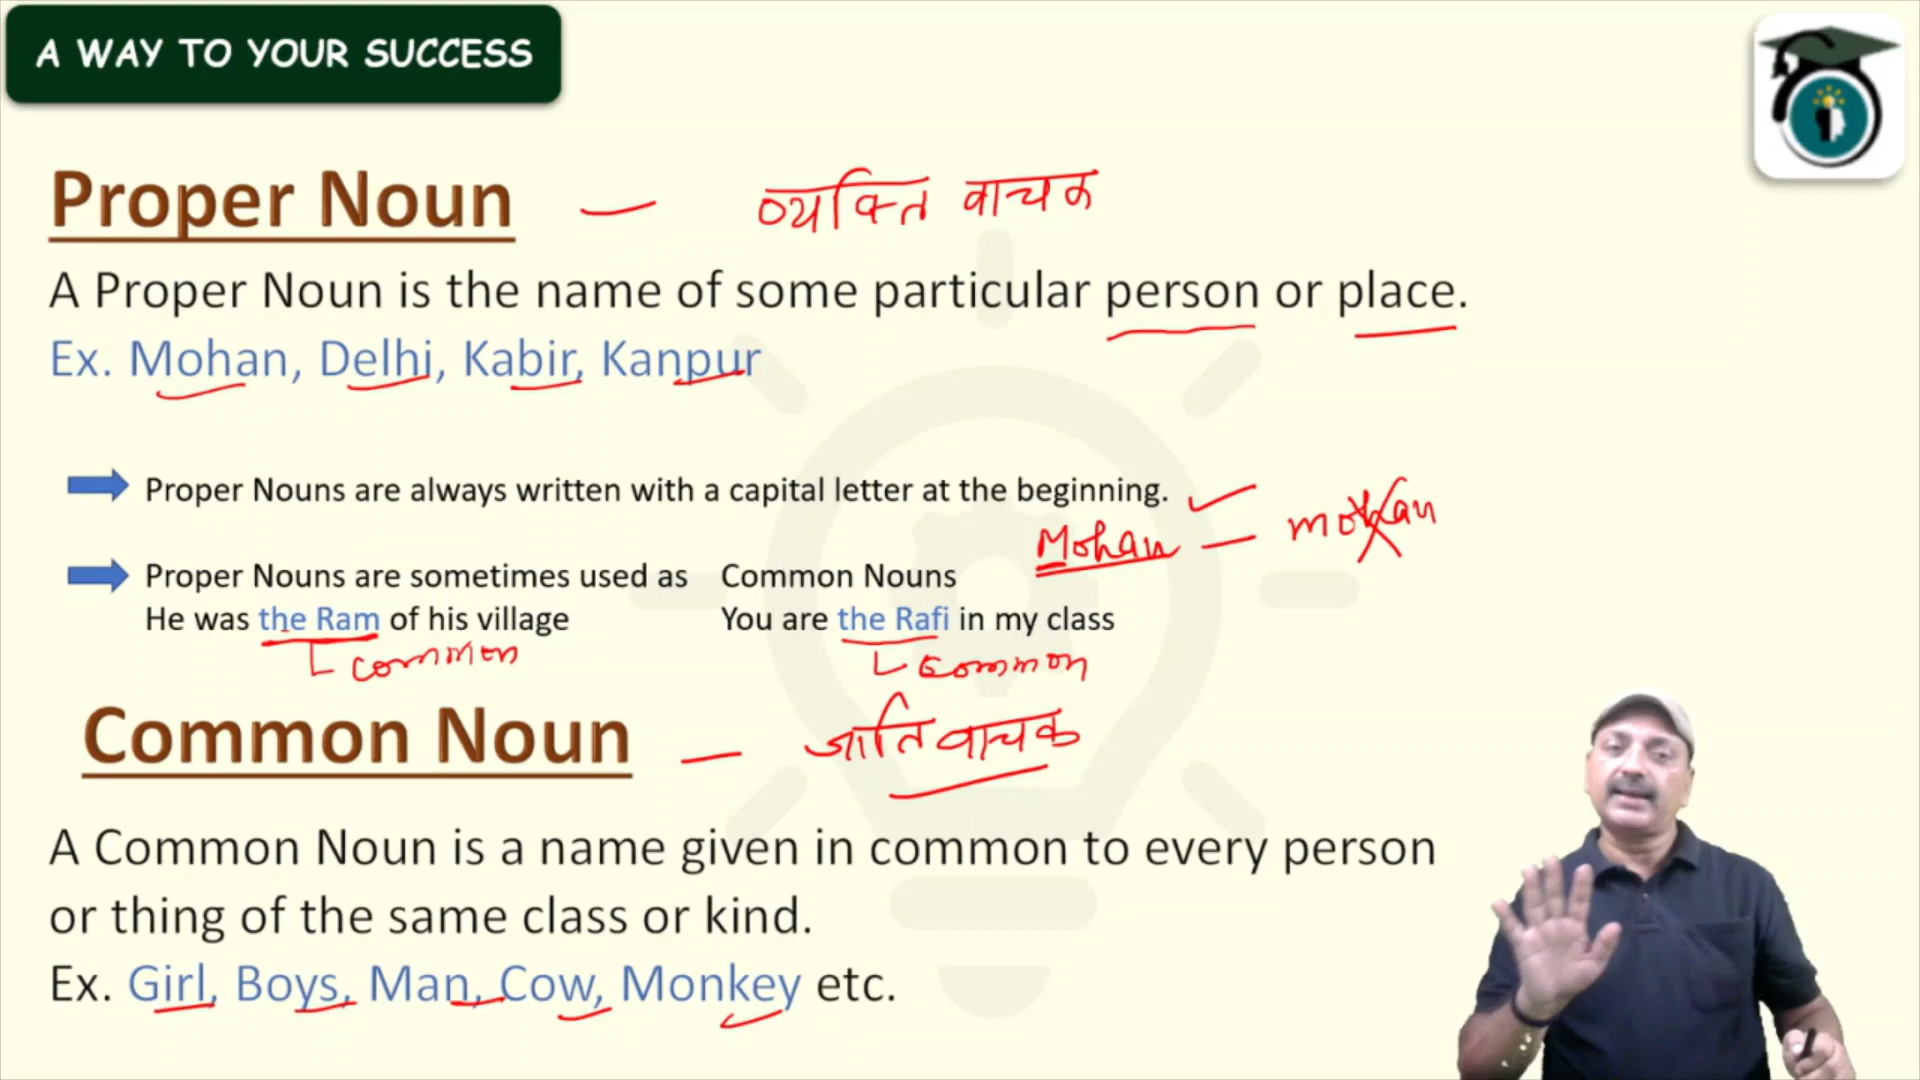 A WAY TO YOUR SUCCESS
Proper Noun — व्यक्ति वाचक
A Proper Noun is the name of some particular person or place.
Ex. Mohan, Delhi, Kabir, Kanpur
Proper Nouns are always written with a capital letter at the beginning.
Mohan — mohan
Proper Nouns are sometimes used as Common Nouns
He was the Ram of his village You are the Rafi in my class
common common
Common Noun — जातिवाचक
A Common Noun is a name given in common to every person
or thing of the same class or kind.
Ex. Girl, Boys, Man, Cow, Monkey etc.